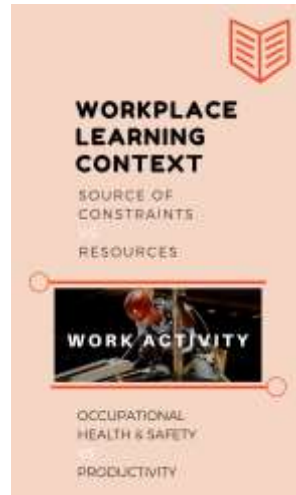 WORKPLACE
LEARNING
CONTEXT
SOURCE OF
CONSTRAINTS
RESOURCES
WORK ACTIVITY
OCCUPATIONAL
HEALTH & SAFETY
PRODUCTIVITY